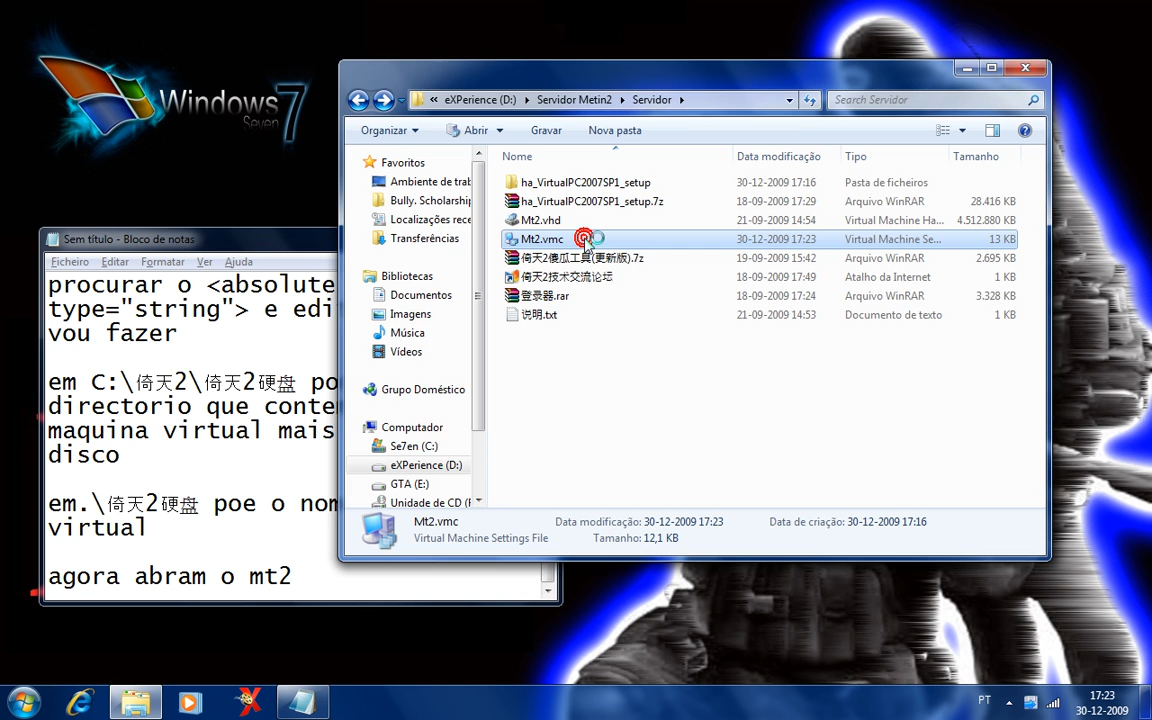 Windows 7
Seven
eXPerience (D:)
Servidor Metin2
Servidor
Search Servidor
Organizar
Abrir
Gravar
Nova pasta
Nome
Data modificação
Tipo
Tamanho
Favoritos
Ambiente de trab
Bully. Scholarship
Localizações rece
Transferências
Bibliotecas
Documentos
Imagens
Música
Vídeos
Grupo Doméstico
Computador
Se7en (C:)
eXPerience (D:)
GTA (E:)
Unidade de CD (F
ha_VirtualPC2007SP1_setup 30-12-2009 17:16 Pasta de ficheiros
ha_VirtualPC2007SP1_setup.7z 18-09-2009 17:29 Arquivo WinRAR 28.416 KB
Mt2.vhd 21-09-2009 14:54 Virtual Machine Ha... 4.512.880 KB
Mt2.vmc 30-12-2009 17:23 Virtual Machine Se... 13 KB
倚天2傻瓜工具(更新版).7z 19-09-2009 15:42 Arquivo WinRAR 2.695 KB
倚天2技术交流论坛 18-09-2009 17:49 Atalho da Internet 1 KB
登录器.rar 18-09-2009 17:24 Arquivo WinRAR 3.328 KB
说明.txt 21-09-2009 14:53 Documento de texto 1 KB
Mt2.vmc
Virtual Machine Settings File
Data modificação: 30-12-2009 17:23
Tamanho: 12,1 KB
Data de criação: 30-12-2009 17:16
Sem título - Bloco de notas
Ficheiro Editar Formatar Ver Ajuda
procurar o <absolute
type="string"> e edi
vou fazer
em C:\倚天2\倚天2硬盘 po
directorio que conte
maquina virtual mais
disco
em.\倚天2硬盘 poe o nom
virtual
agora abram o mt2
PT
17:23
30-12-2009